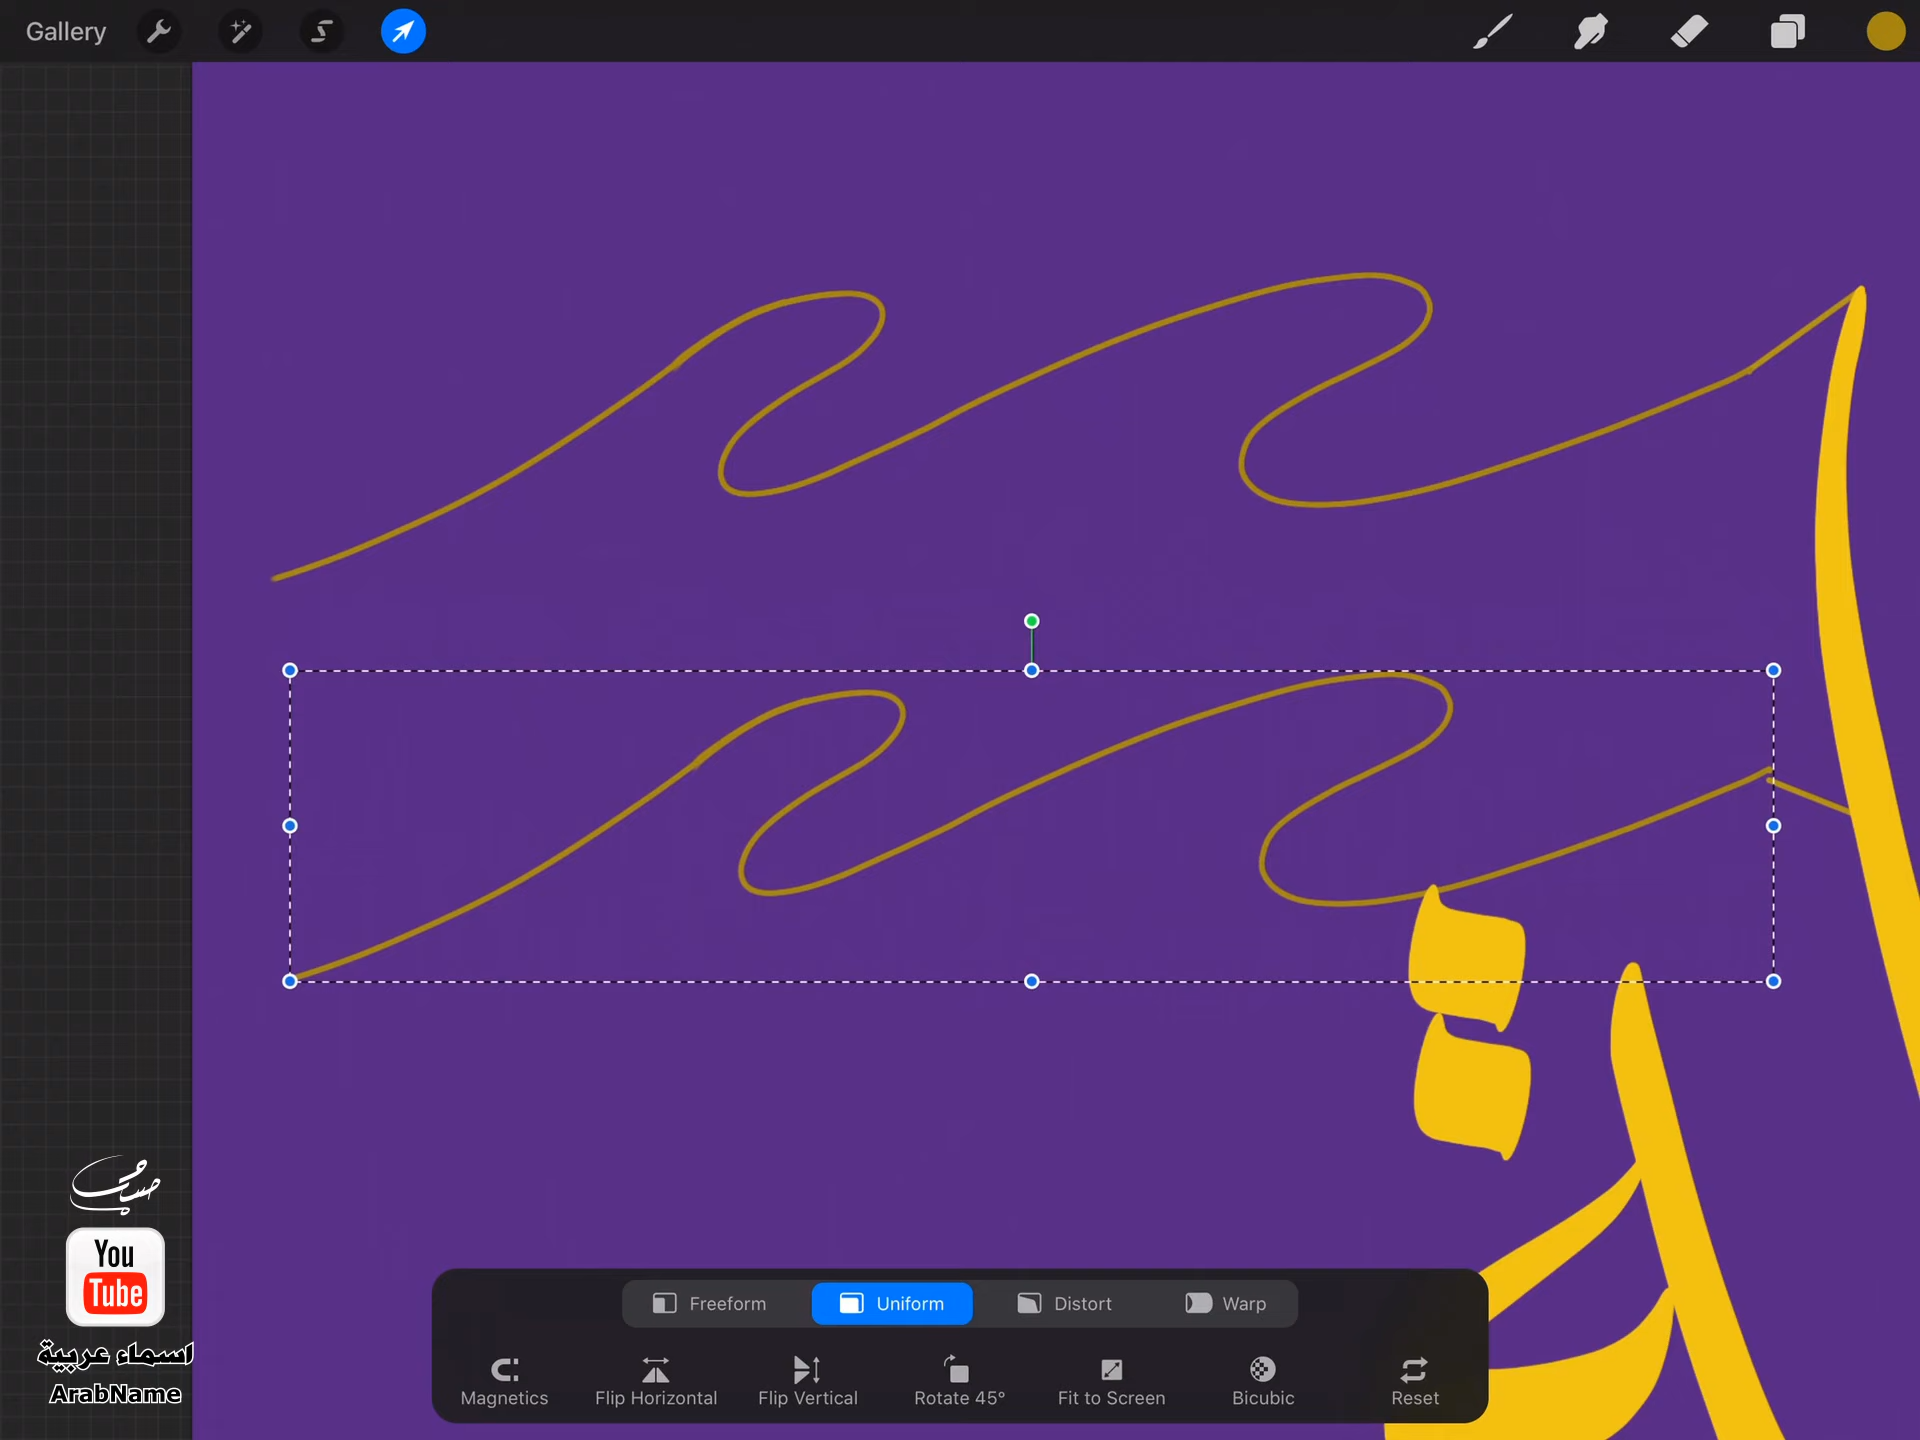 Gallery
You
Tube
اسماء عربية
ArabName
Freeform Uniform Distort Warp
Magnetics Flip Horizontal Flip Vertical Rotate 45° Fit to Screen Bicubic Reset